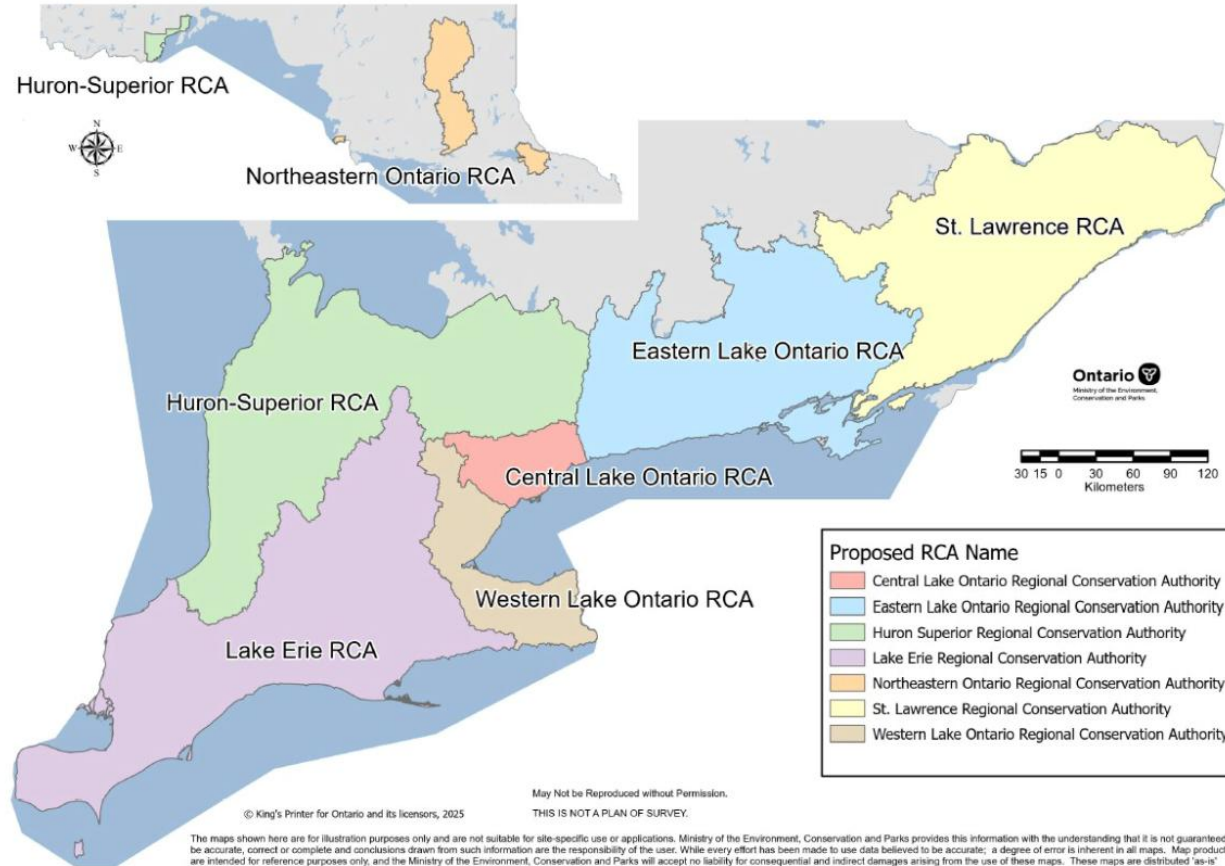 Huron-Superior RCA
N
W
E
S
Northeastern Ontario RCA
St. Lawrence RCA
Eastern Lake Ontario RCA
Huron-Superior RCA
Central Lake Ontario RCA
Western Lake Ontario RCA
Lake Erie RCA
Ontario
Ministry of the Environment,
Conservation and Parks
30 15 0 30 60 90 120
Kilometers
Proposed RCA Name
Central Lake Ontario Regional Conservation Authority
Eastern Lake Ontario Regional Conservation Authority
Huron Superior Regional Conservation Authority
Lake Erie Regional Conservation Authority
Northeastern Ontario Regional Conservation Authority
St. Lawrence Regional Conservation Authority
Western Lake Ontario Regional Conservation Authority
May Not be Reproduced without Permission.
© King's Printer for Ontario and its licensors, 2025
THIS IS NOT A PLAN OF SURVEY.
The maps shown here are for illustration purposes only and are not suitable for site-specific use or applications. Ministry of the Environment, Conservation and Parks provides this information with the understanding that it is not guaranteed
be accurate, correct or complete and conclusions drawn from such information are the responsibility of the user. While every effort has been made to use data believed to be accurate; a degree of error is inherent in all maps. Map produc
are intended for reference purposes only, and the Ministry of the Environment, Conservation and Parks will accept no liability for consequential and indirect damages arising from the use of these maps. These maps are distributed 'as-is